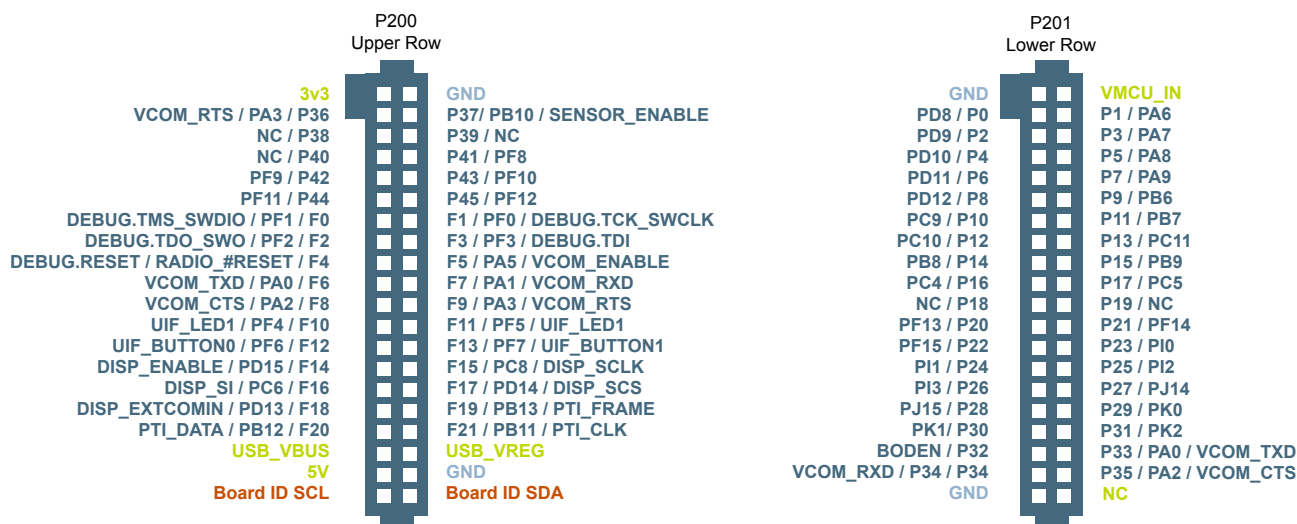 P200
Upper Row
P201
Lower Row
3v3 GND GND VMCU_IN
VCOM_RTS / PA3 / P36 P37/ PB10 / SENSOR_ENABLE PD8 / P0 P1 / PA6
NC / P38 P39 / NC PD9 / P2 P3 / PA7
NC / P40 P41 / PF8 PD10 / P4 P5 / PA8
PF9 / P42 P43 / PF10 PD11 / P6 P7 / PA9
PF11 / P44 P45 / PF12 PD12 / P8 P9 / PB6
DEBUG.TMS_SWDIO / PF1 / F0 F1 / PF0 / DEBUG.TCK_SWCLK PC9 / P10 P11 / PB7
DEBUG.TDO_SWO / PF2 / F2 F3 / PF3 / DEBUG.TDI PC10 / P12 P13 / PC11
DEBUG.RESET / RADIO_#RESET / F4 F5 / PA5 / VCOM_ENABLE PB8 / P14 P15 / PB9
VCOM_TXD / PA0 / F6 F7 / PA1 / VCOM_RXD PC4 / P16 P17 / PC5
VCOM_CTS / PA2 / F8 F9 / PA3 / VCOM_RTS NC / P18 P19 / NC
UIF_LED1 / PF4 / F10 F11 / PF5 / UIF_LED1 PF13 / P20 P21 / PF14
UIF_BUTTON0 / PF6 / F12 F13 / PF7 / UIF_BUTTON1 PF15 / P22 P23 / PI0
DISP_ENABLE / PD15 / F14 F15 / PC8 / DISP_SCLK PI1 / P24 P25 / PI2
DISP_SI / PC6 / F16 F17 / PD14 / DISP_SCS PI3 / P26 P27 / PJ14
DISP_EXTCOMIN / PD13 / F18 F19 / PB13 / PTI_FRAME PJ15 / P28 P29 / PK0
PTI_DATA / PB12 / F20 F21 / PB11 / PTI_CLK PK1/ P30 P31 / PK2
USB_VBUS USB_VREG BODEN / P32 P33 / PA0 / VCOM_TXD
5V GND VCOM_RXD / P34 / P34 P35 / PA2 / VCOM_CTS
Board ID SCL Board ID SDA GND NC